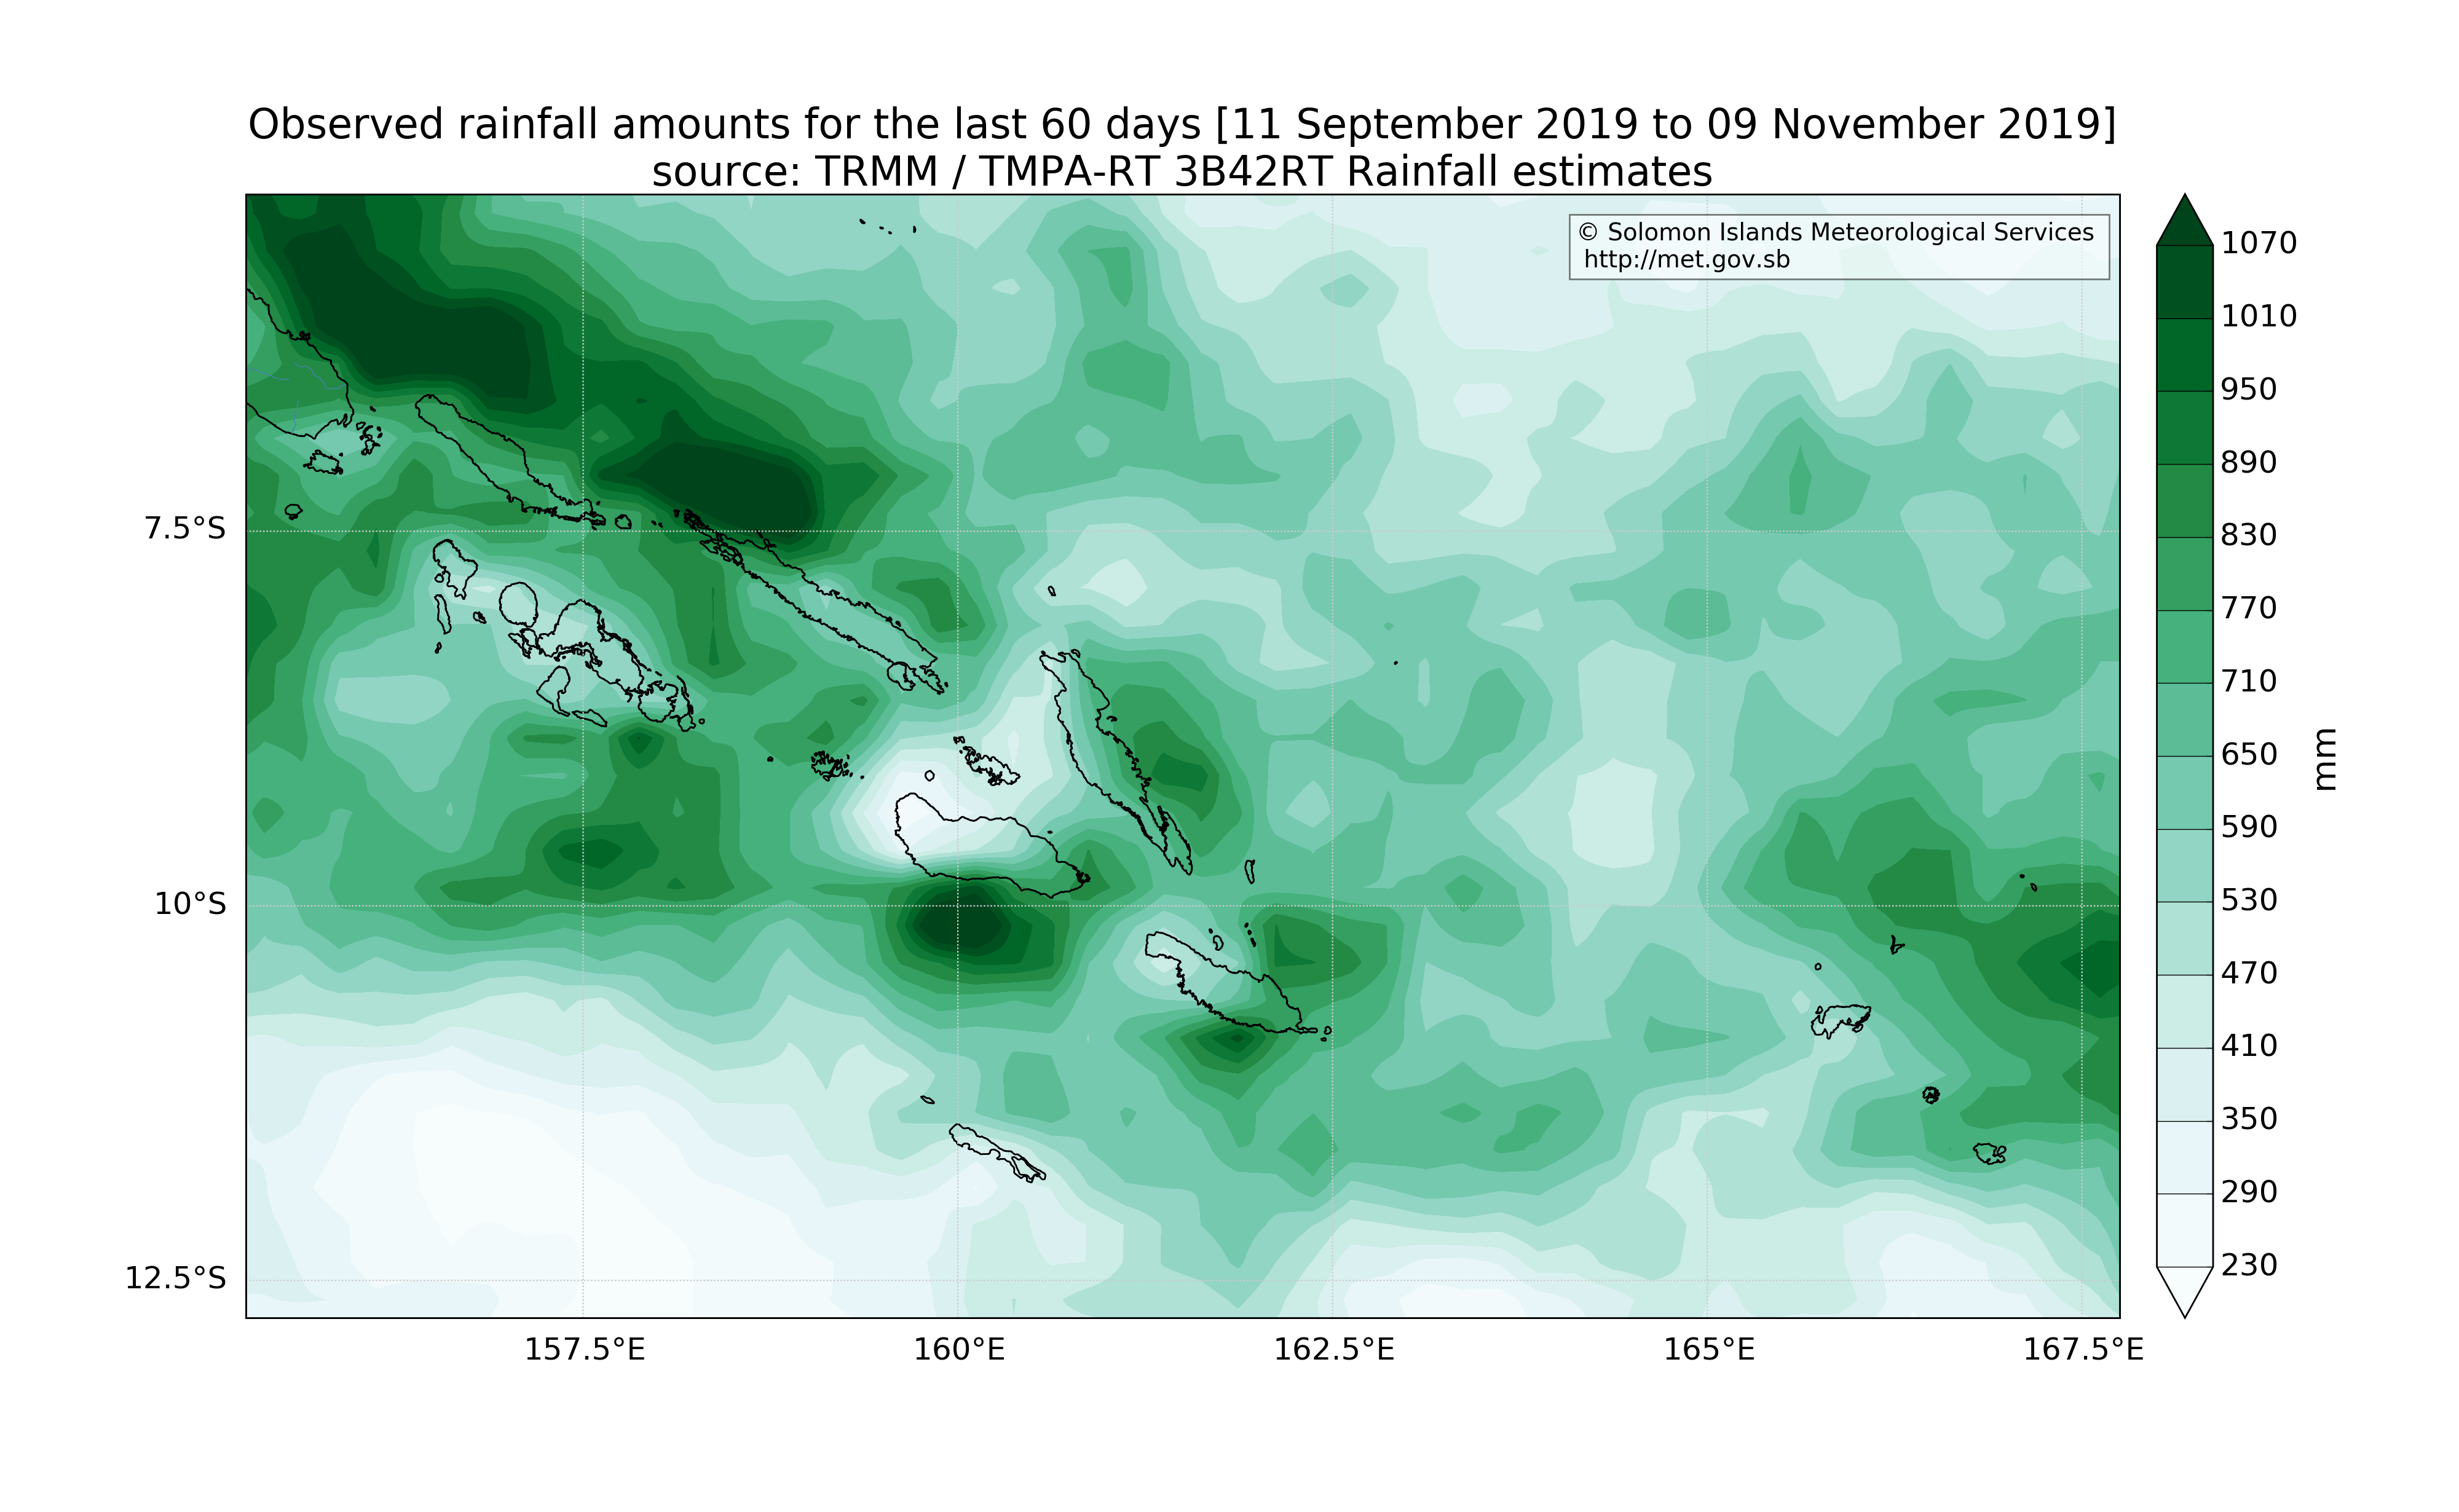 Observed rainfall amounts for the last 60 days [11 September 2019 to 09 November 2019]
source: TRMM / TMPA-RT 3B42RT Rainfall estimates
© Solomon Islands Meteorological Services
http://met.gov.sb
7.5°S
10°S
12.5°S
157.5°E
160°E
162.5°E
165°E
167.5°E
1070
1010
950
890
830
770
710
650
590
530
470
410
350
290
230
mm